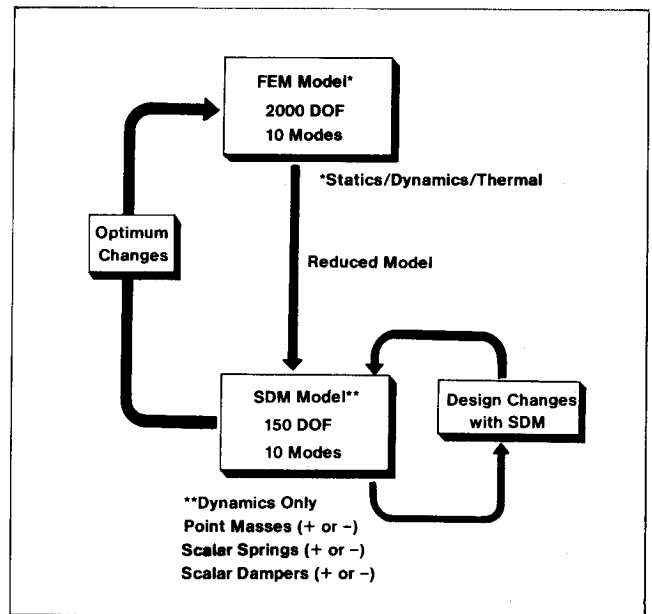 FEM Model*
2000 DOF
10 Modes
*Statics/Dynamics/Thermal
Optimum
Changes
Reduced Model
SDM Model**
150 DOF
10 Modes
Design Changes
with SDM
**Dynamics Only
Point Masses (+ or −)
Scalar Springs (+ or −)
Scalar Dampers (+ or −)